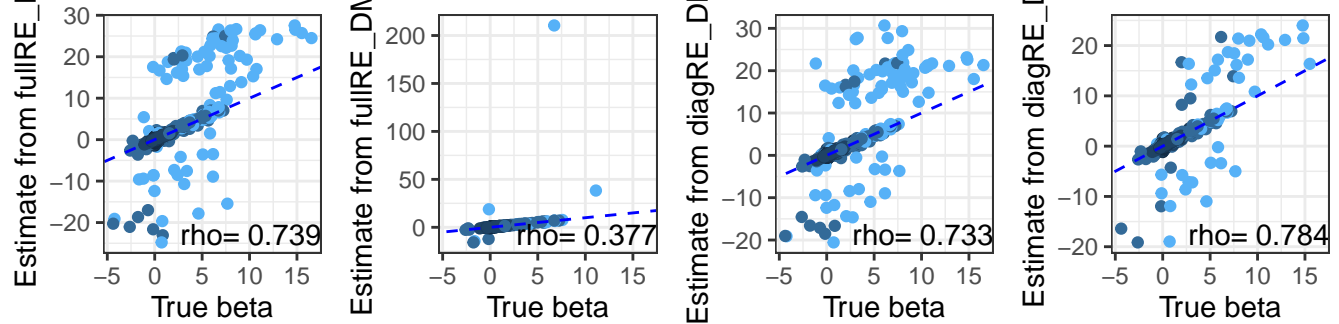 Estimate from fullRE_
30
20
10
0
−10
−20
rho= 0.739
−5 0 5 10 15
True beta
Estimate from fullRE_DM
200
150
100
50
0
rho= 0.377
−5 0 5 10 15
True beta
Estimate from diagRE_D
30
20
10
0
−10
−20
rho= 0.733
−5 0 5 10 15
True beta
Estimate from diagRE_D
20
10
0
−10
−20
rho= 0.784
−5 0 5 10 15
True beta